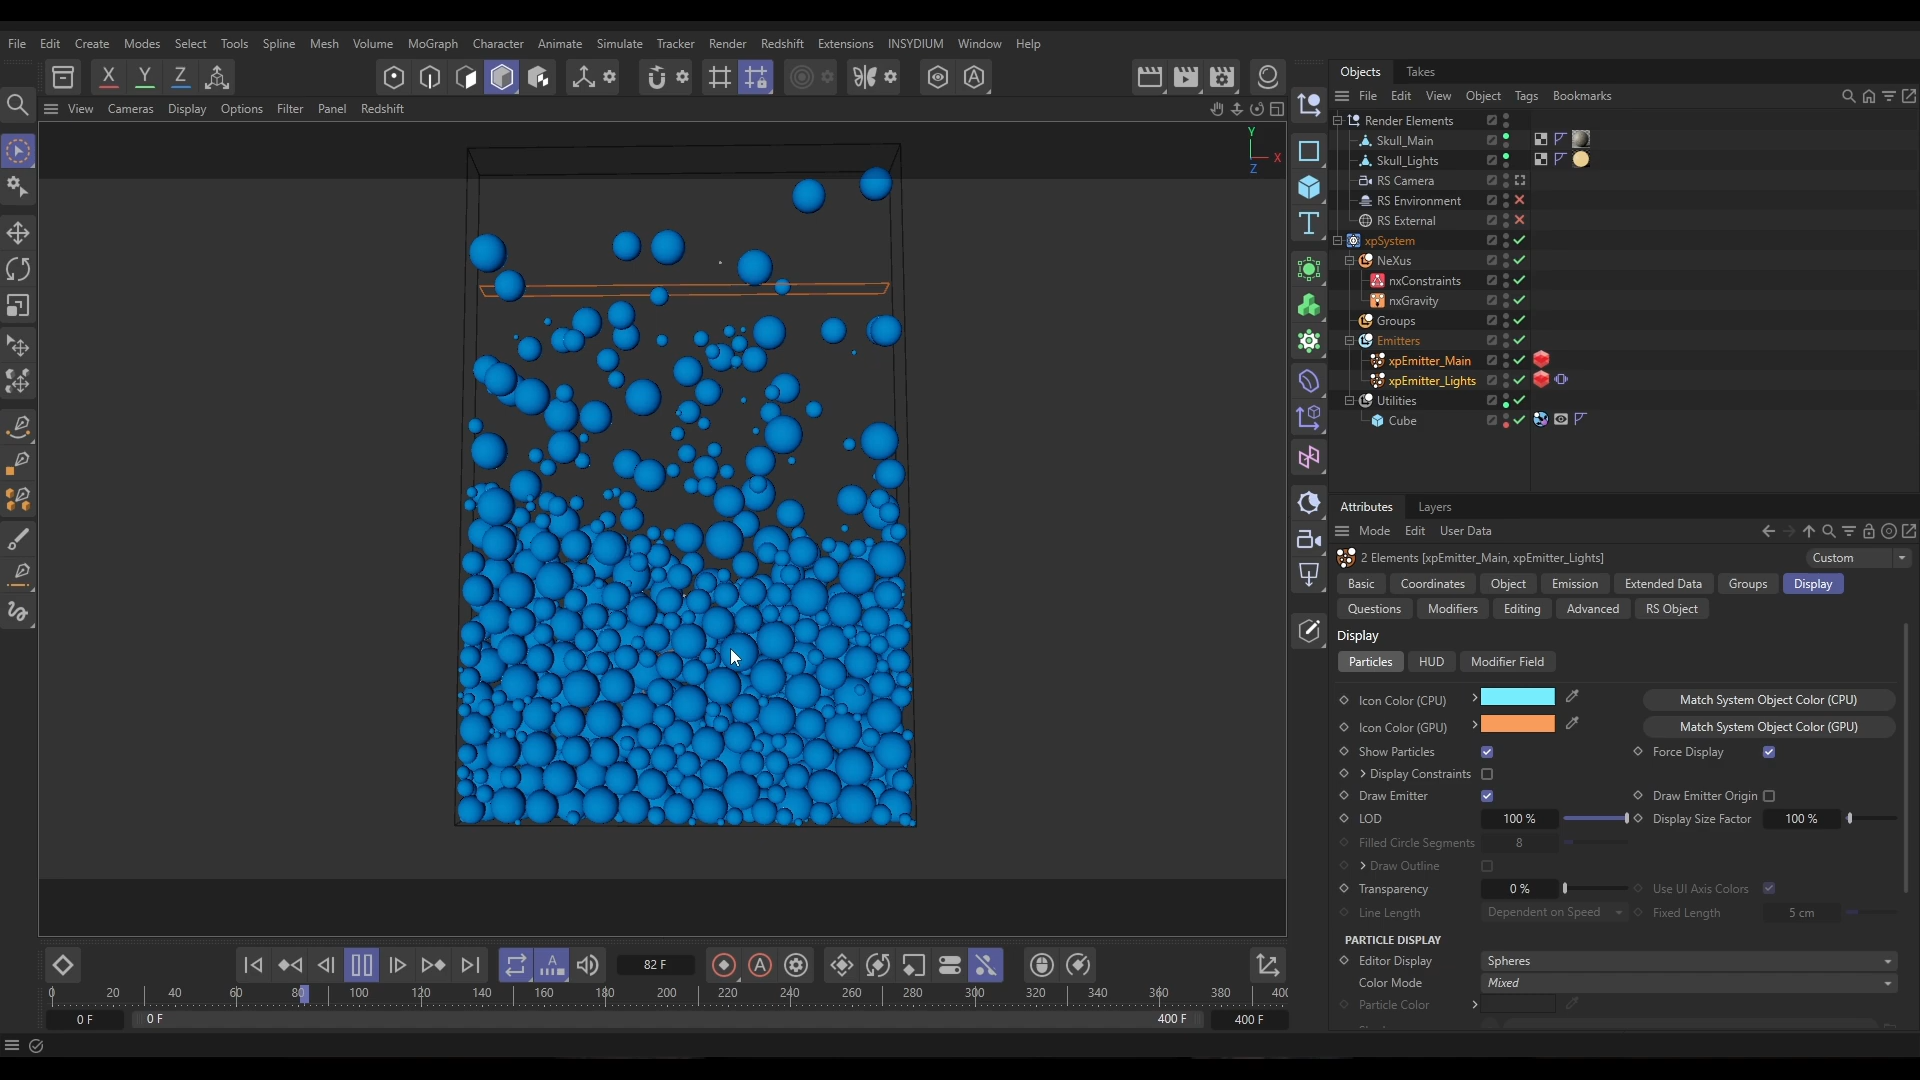 File Edit Create Modes Select Tools Spline Mesh Volume MoGraph Character Animate Simulate Tracker Render Redshift Extensions INSYDIUM Window Help
X Y Z
View Cameras Display Options Filter Panel Redshift
Y
X
Z
T
Objects Takes
File Edit View Object Tags Bookmarks
Render Elements
Skull_Main
Skull_Lights
RS Camera
RS Environment
RS External
xpSystem
NeXus
nxConstraints
nxGravity
Groups
Emitters
xpEmitter_Main
xpEmitter_Lights
Utilities
Cube
Attributes Layers
Mode Edit User Data
2 Elements [xpEmitter_Main, xpEmitter_Lights] Custom
Basic Coordinates Object Emission Extended Data Groups Display
Questions Modifiers Editing Advanced RS Object
Display
Particles HUD Modifier Field
Icon Color (CPU) Match System Object Color (CPU)
Icon Color (GPU) Match System Object Color (GPU)
Show Particles Force Display
Display Constraints
Draw Emitter Draw Emitter Origin
LOD 100 % Display Size Factor 100 %
Filled Circle Segments 8
Draw Outline
Transparency 0 % Use UI Axis Colors
Line Length Dependent on Speed Fixed Length 5 cm
PARTICLE DISPLAY
Editor Display Spheres
Color Mode Mixed
Particle Color
82 F
0 20 40 60 80 100 120 140 160 180 200 220 240 260 280 300 320 340 360 380 400
0 F 0 F 400 F 400 F